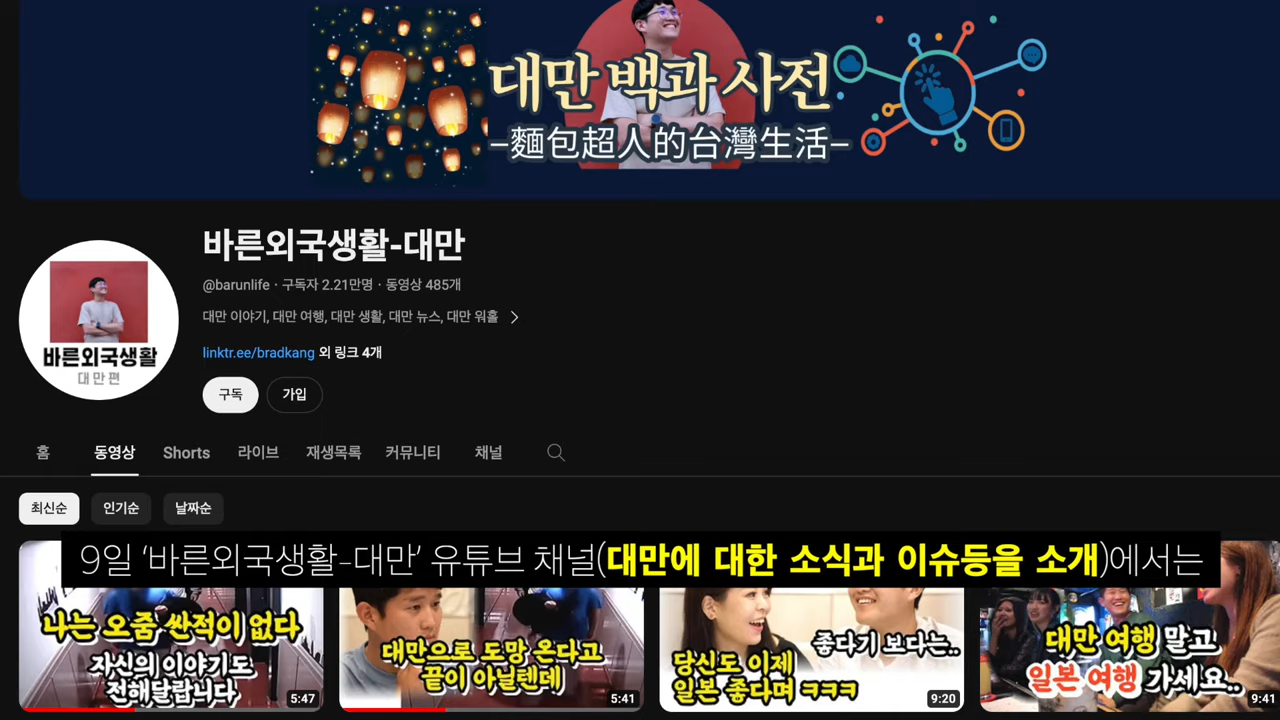 대만 백과 사전
–麵包超人的台灣生活–
바른외국생활
대만편
바른외국생활-대만
@barunlife · 구독자 2.21만명 · 동영상 485개
대만 이야기, 대만 여행, 대만 생활, 대만 뉴스, 대만 워홀
linktr.ee/bradkang 외 링크 4개
구독 가입
홈 동영상 Shorts 라이브 재생목록 커뮤니티 채널
최신순 인기순 날짜순
9일 ‘바른외국생활-대만’ 유튜브 채널(대만에 대한 소식과 이슈등을 소개)에서는
나는 오줌 싼적이 없다
자신의 이야기도
전해달랍니다
5:47
대만으로 도망 온다고
끝이 아닐텐데
5:41
좋다기 보다는..
당신도 이제
일본 좋다며 ㅋㅋㅋ
9:20
대만 여행 말고
일본 여행 가세요..
9:41